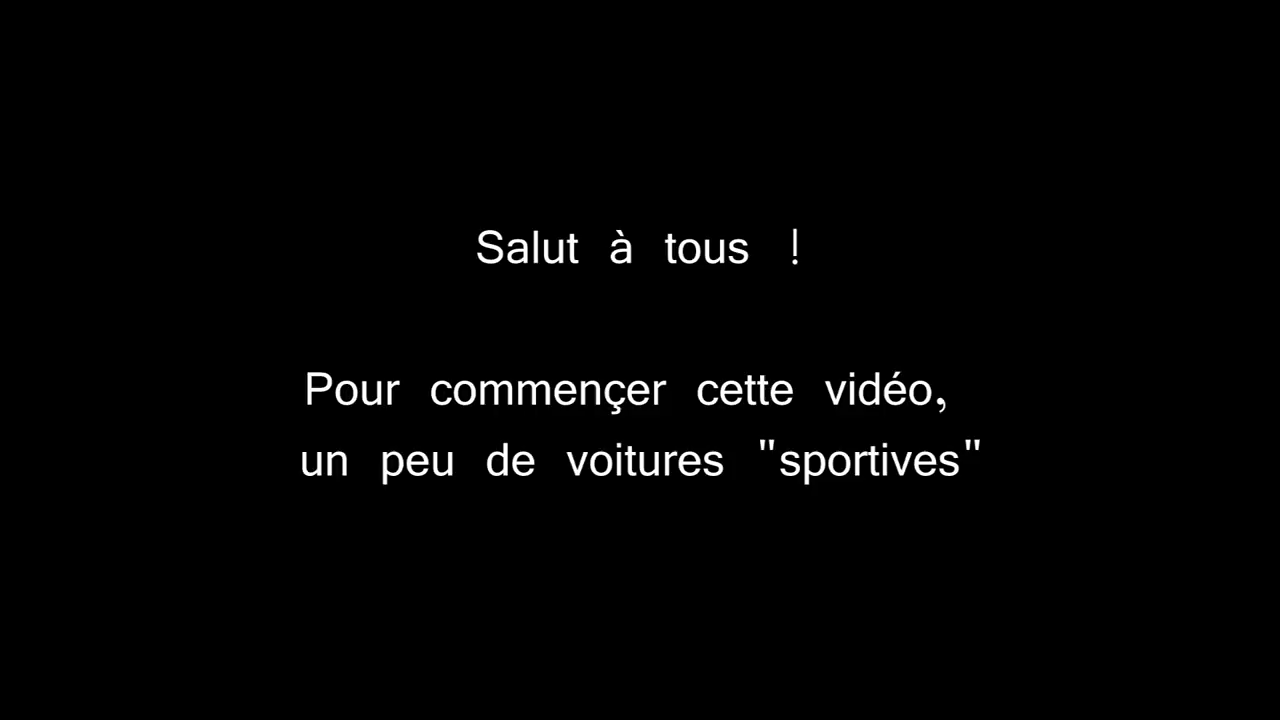 Salut à tous !
Pour commençer cette vidéo,
un peu de voitures "sportives"